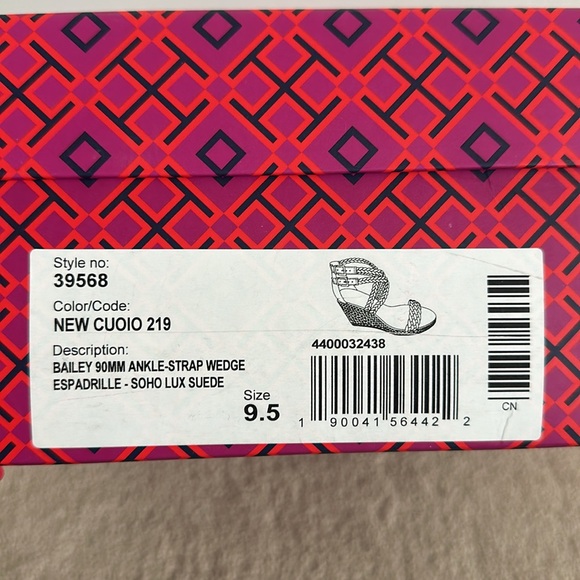 Style no:
39568
Color/Code:
NEW CUOIO 219
Description:
BAILEY 90MM ANKLE-STRAP WEDGE
ESPADRILLE - SOHO LUX SUEDE
Size
9.5
4400032438
1 90041 56442 2
CN